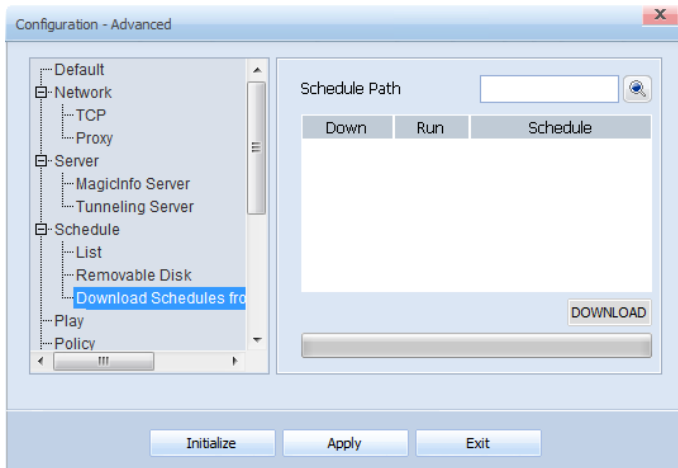 Configuration - Advanced
Default
Network
TCP
Proxy
Server
MagicInfo Server
Tunneling Server
Schedule
List
Removable Disk
Download Schedules fro
Play
Policy
Schedule Path
Down Run Schedule
DOWNLOAD
Initialize Apply Exit